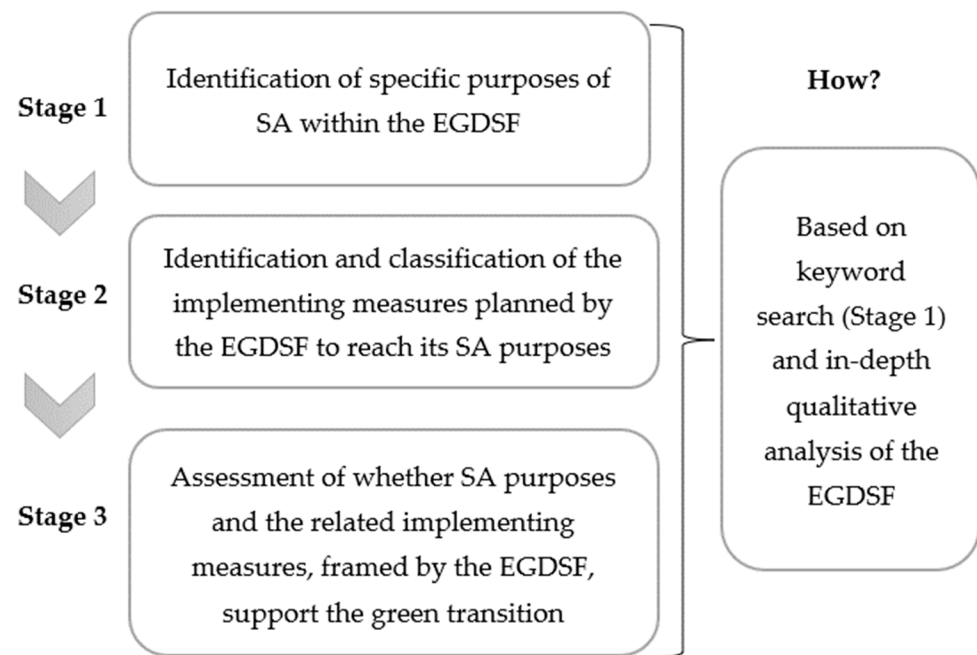 Stage 1
Identification of specific purposes of
SA within the EGDSF
Stage 2
Identification and classification of the
implementing measures planned by
the EGDSF to reach its SA purposes
Stage 3
Assessment of whether SA purposes
and the related implementing
measures, framed by the EGDSF,
support the green transition
How?
Based on
keyword
search (Stage 1)
and in-depth
qualitative
analysis of the
EGDSF